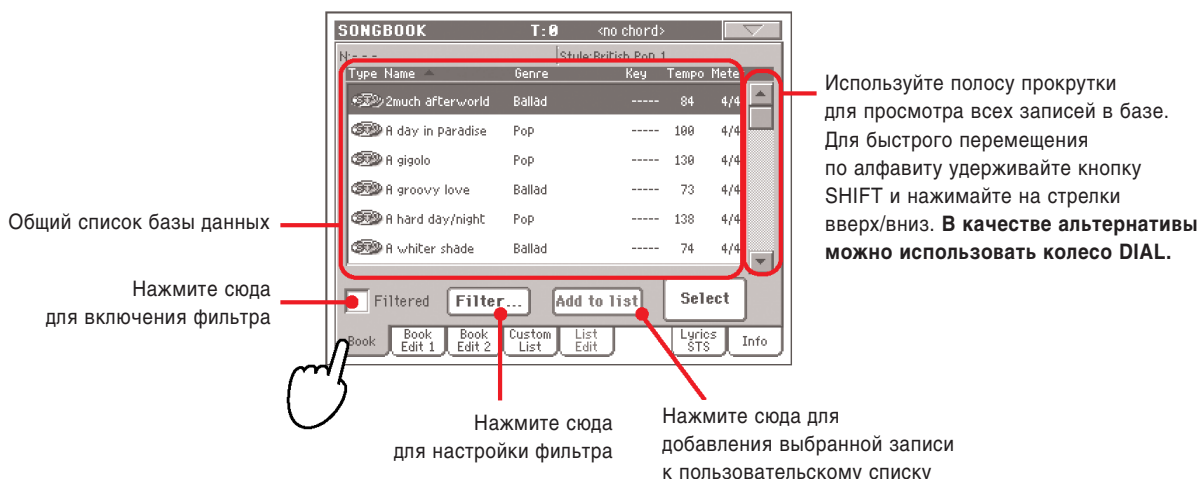 SONGBOOK T:0 <no chord>
N:- - - Style:British Pop 1
Type Name Genre Key Tempo Meter
2much afterworld Ballad ----- 84 4/4
A day in paradise Pop ----- 100 4/4
A gigolo Pop ----- 130 4/4
A groovy love Ballad ----- 73 4/4
A hard day/night Pop ----- 138 4/4
A whiter shade Ballad ----- 74 4/4
Filtered Filter... Add to list Select
Book Book Edit 1 Book Edit 2 Custom List List Edit Lyrics STS Info
Общий список базы данных
Нажмите сюда
для включения фильтра
Нажмите сюда
для настройки фильтра
Нажмите сюда для
добавления выбранной записи
к пользовательскому списку
Используйте полосу прокрутки
для просмотра всех записей в базе.
Для быстрого перемещения
по алфавиту удерживайте кнопку
SHIFT и нажимайте на стрелки
вверх/вниз. В качестве альтернативы
можно использовать колесо DIAL.